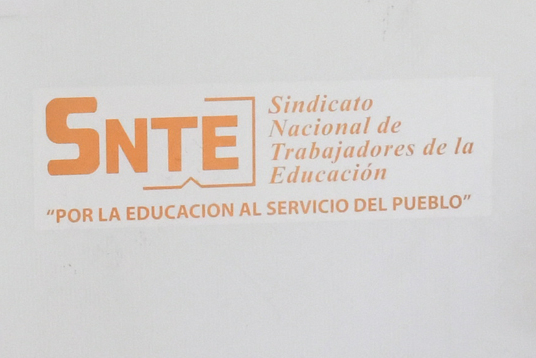 SNTE
Sindicato
Nacional de
Trabajadores de la
Educación
“POR LA EDUCACION AL SERVICIO DEL PUEBLO”